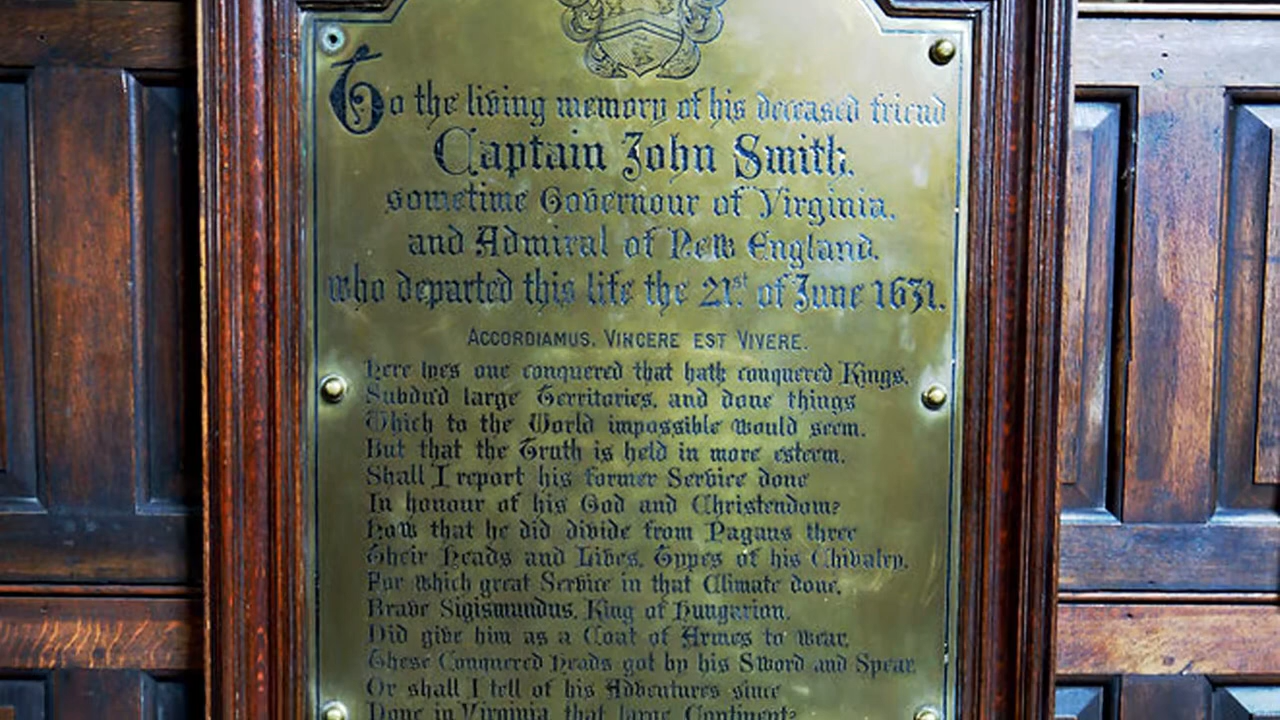 To the living memory of his deceased friend
Captain John Smith.
sometime Governour of Virginia.
and Admiral of New England.
who departed this life the 21st. of June 1631.
ACCORDIAMUS. VINCERE EST VIVERE.
Here lyes one conquered that hath conquered Kings.
Subdu'd large Territories, and done things
Which to the World impossible would seem.
But that the Truth is held in more esteem.
Shall I report his former Service done
In honour of his God and Christendom?
How that he did divide from Pagans three
Their Heads and Lives, Types of his Chivalry.
For which great Service in that Climate done,
Brave Sigismundus, King of Hungarion,
Did give him as a Coat of Armes to wear,
These Conquered Heads got by his Sword and Spear.
Or shall I tell of his Adventures since
Done in Virginia, that large Continent?